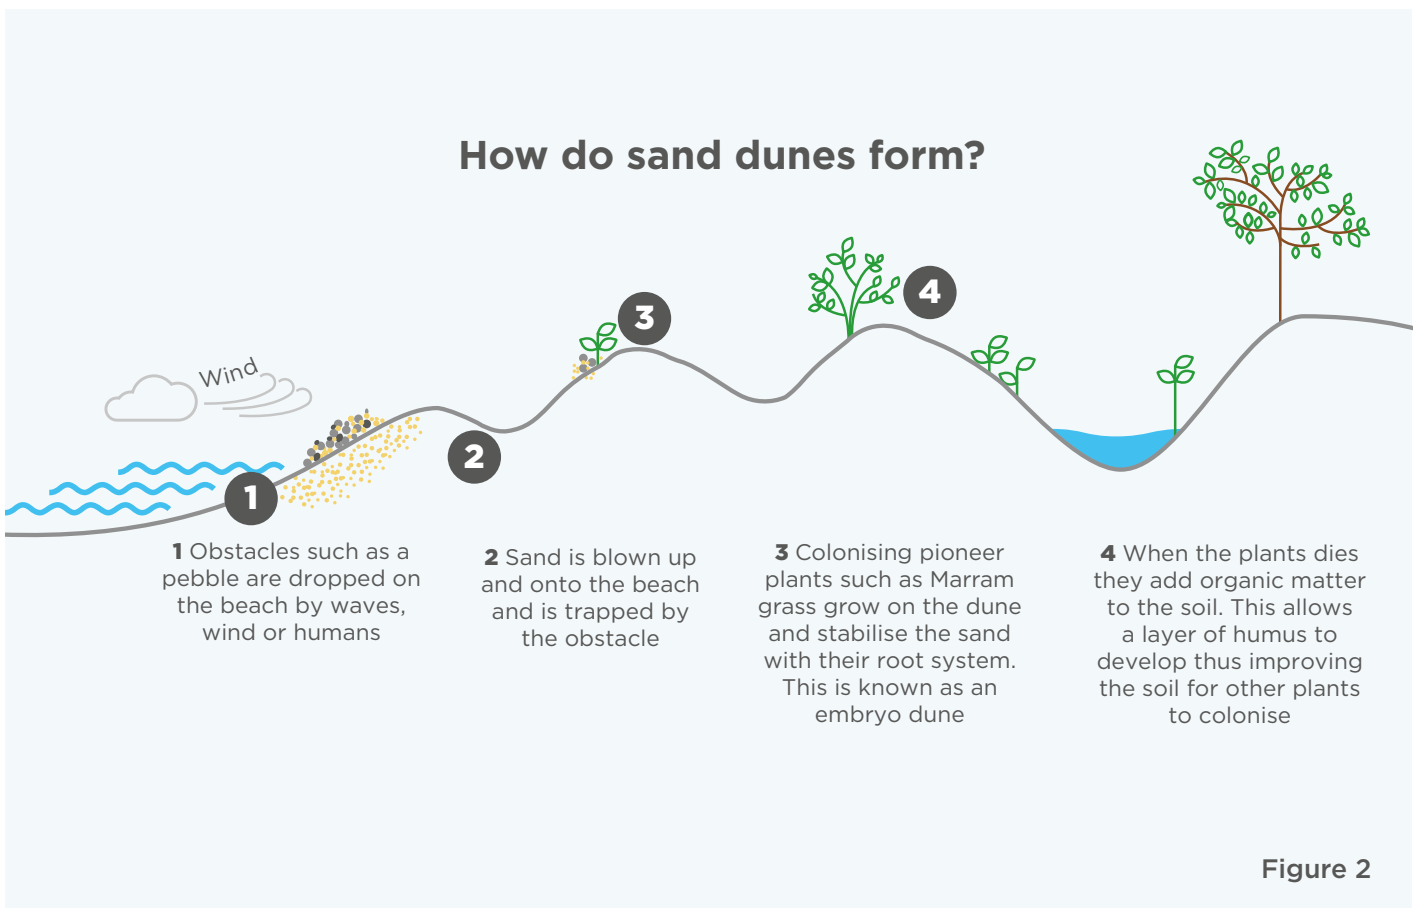 How do sand dunes form?
Wind
1
2
3
4
1 Obstacles such as a
pebble are dropped on
the beach by waves,
wind or humans
2 Sand is blown up
and onto the beach
and is trapped by
the obstacle
3 Colonising pioneer
plants such as Marram
grass grow on the dune
and stabilise the sand
with their root system.
This is known as an
embryo dune
4 When the plants dies
they add organic matter
to the soil. This allows
a layer of humus to
develop thus improving
the soil for other plants
to colonise
Figure 2